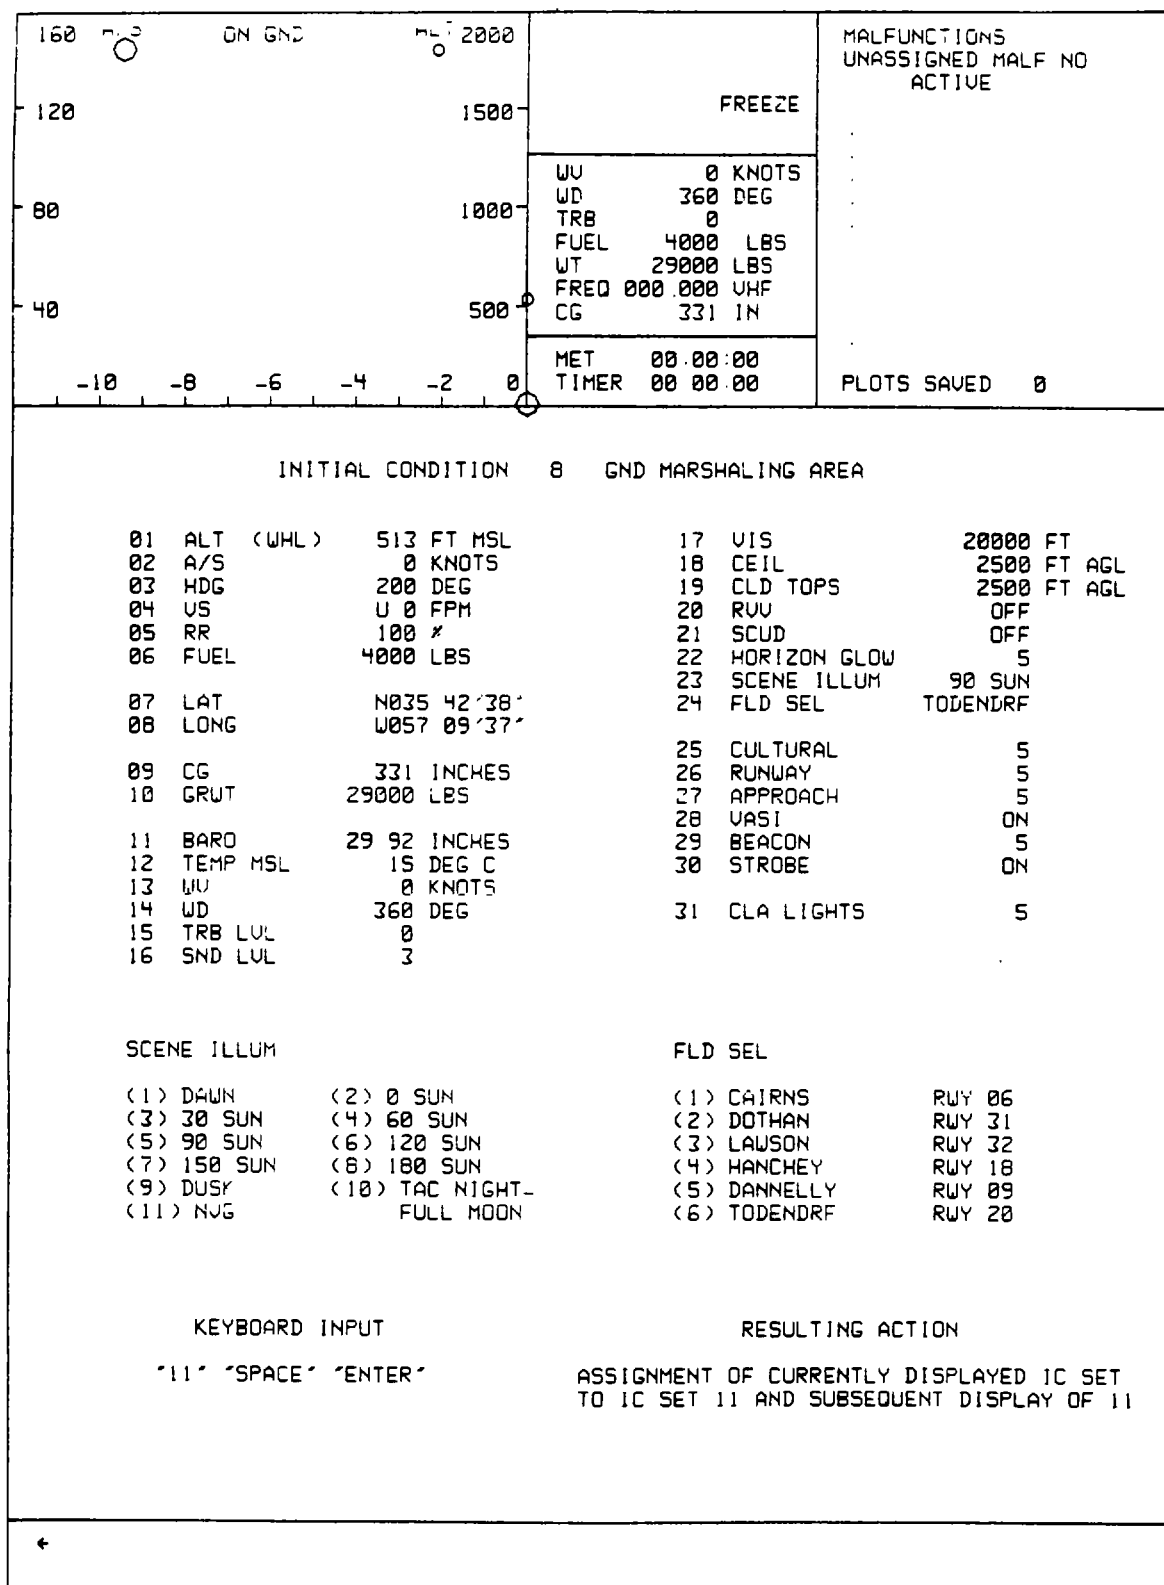 160 ON GND 2000
120 1500
80 1000
40 500
-10 -8 -6 -4 -2 0
FREEZE
WV 0 KNOTS
WD 360 DEG
TRB 0
FUEL 4000 LBS
WT 29000 LBS
FREQ 000.000 VHF
CG 331 IN
MET 00:00:00
TIMER 00 00 00
MALFUNCTIONS
UNASSIGNED MALF NO
ACTIVE
PLOTS SAVED 0
INITIAL CONDITION 8 GND MARSHALING AREA
01 ALT (WHL) 513 FT MSL
02 A/S 0 KNOTS
03 HDG 200 DEG
04 VS U 0 FPM
05 RR 100 %
06 FUEL 4000 LBS
07 LAT N035 42'38"
08 LONG W057 09'37"
09 CG 331 INCHES
10 GRWT 29000 LBS
11 BARO 29 92 INCHES
12 TEMP MSL 15 DEG C
13 WV 0 KNOTS
14 WD 360 DEG
15 TRB LVL 0
16 SND LVL 3
17 VIS 20000 FT
18 CEIL 2500 FT AGL
19 CLD TOPS 2500 FT AGL
20 RVV OFF
21 SCUD OFF
22 HORIZON GLOW 5
23 SCENE ILLUM 90 SUN
24 FLD SEL TODENDRF
25 CULTURAL 5
26 RUNWAY 5
27 APPROACH 5
28 VASI ON
29 BEACON 5
30 STROBE ON
31 CLA LIGHTS 5
SCENE ILLUM
(1) DAWN (2) 0 SUN
(3) 30 SUN (4) 60 SUN
(5) 90 SUN (6) 120 SUN
(7) 150 SUN (8) 180 SUN
(9) DUSK (10) TAC NIGHT-
(11) NVG FULL MOON
FLD SEL
(1) CAIRNS RWY 06
(2) DOTHAN RWY 31
(3) LAWSON RWY 32
(4) HANCHEY RWY 18
(5) DANNELLY RWY 09
(6) TODENDRF RWY 20
KEYBOARD INPUT
"11" "SPACE" "ENTER"
RESULTING ACTION
ASSIGNMENT OF CURRENTLY DISPLAYED IC SET
TO IC SET 11 AND SUBSEQUENT DISPLAY OF 11
←